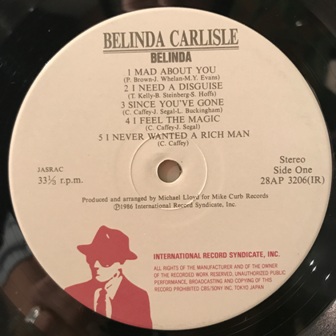 BELINDA CARLISLE
BELINDA
1 MAD ABOUT YOU
(P. Brown-J. Whelan-M.Y. Evans)
2 I NEED A DISGUISE
(T. Kelly-B. Steinberg-S. Hoffs)
3 SINCE YOU'VE GONE
(C. Caffey-J. Segal-L. Buckingham)
4 I FEEL THE MAGIC
(C. Caffey-J. Segal)
5 I NEVER WANTED A RICH MAN
(C. Caffey)
JASRAC
33⅓ r.p.m.
Stereo
Side One
28AP 3206(IR)
Produced and arranged by Michael Lloyd for Mike Curb Records
Ⓟ1986 International Record Syndicate, Inc.
INTERNATIONAL RECORD SYNDICATE, INC.
ALL RIGHTS OF THE MANUFACTURER AND OF THE OWNER
OF THE RECORDED WORK RESERVED, UNAUTHORIZED PUBLIC
PERFORMANCE, BROADCASTING AND COPYING OF THIS
RECORD PROHIBITED CBS/SONY INC, TOKYO JAPAN